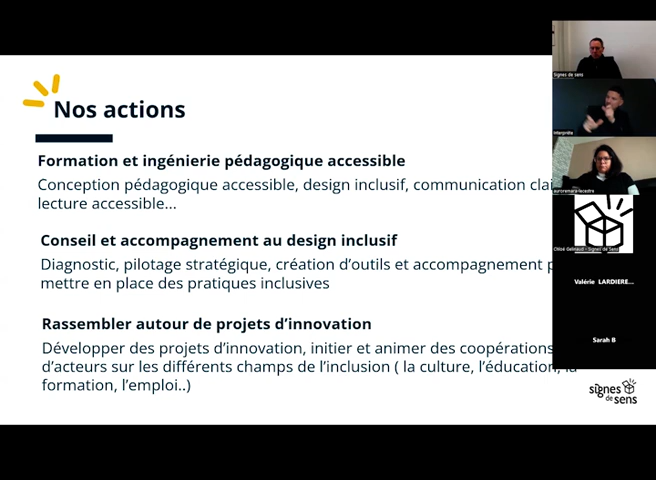 Nos actions
Formation et ingénierie pédagogique accessible
Conception pédagogique accessible, design inclusif, communication
lecture accessible...
Conseil et accompagnement au design inclusif
Diagnostic, pilotage stratégique, création d'outils et accompagnement
mettre en place des pratiques inclusives
Rassembler autour de projets d'innovation
Développer des projets d'innovation, initier et animer des coopérations
d'acteurs sur les différents champs de l'inclusion ( la culture, l'éducation, la
formation, l'emploi..)
signes
de sens
Signes de sens
Interprète
Valérie LARDIERE...
Sarah B